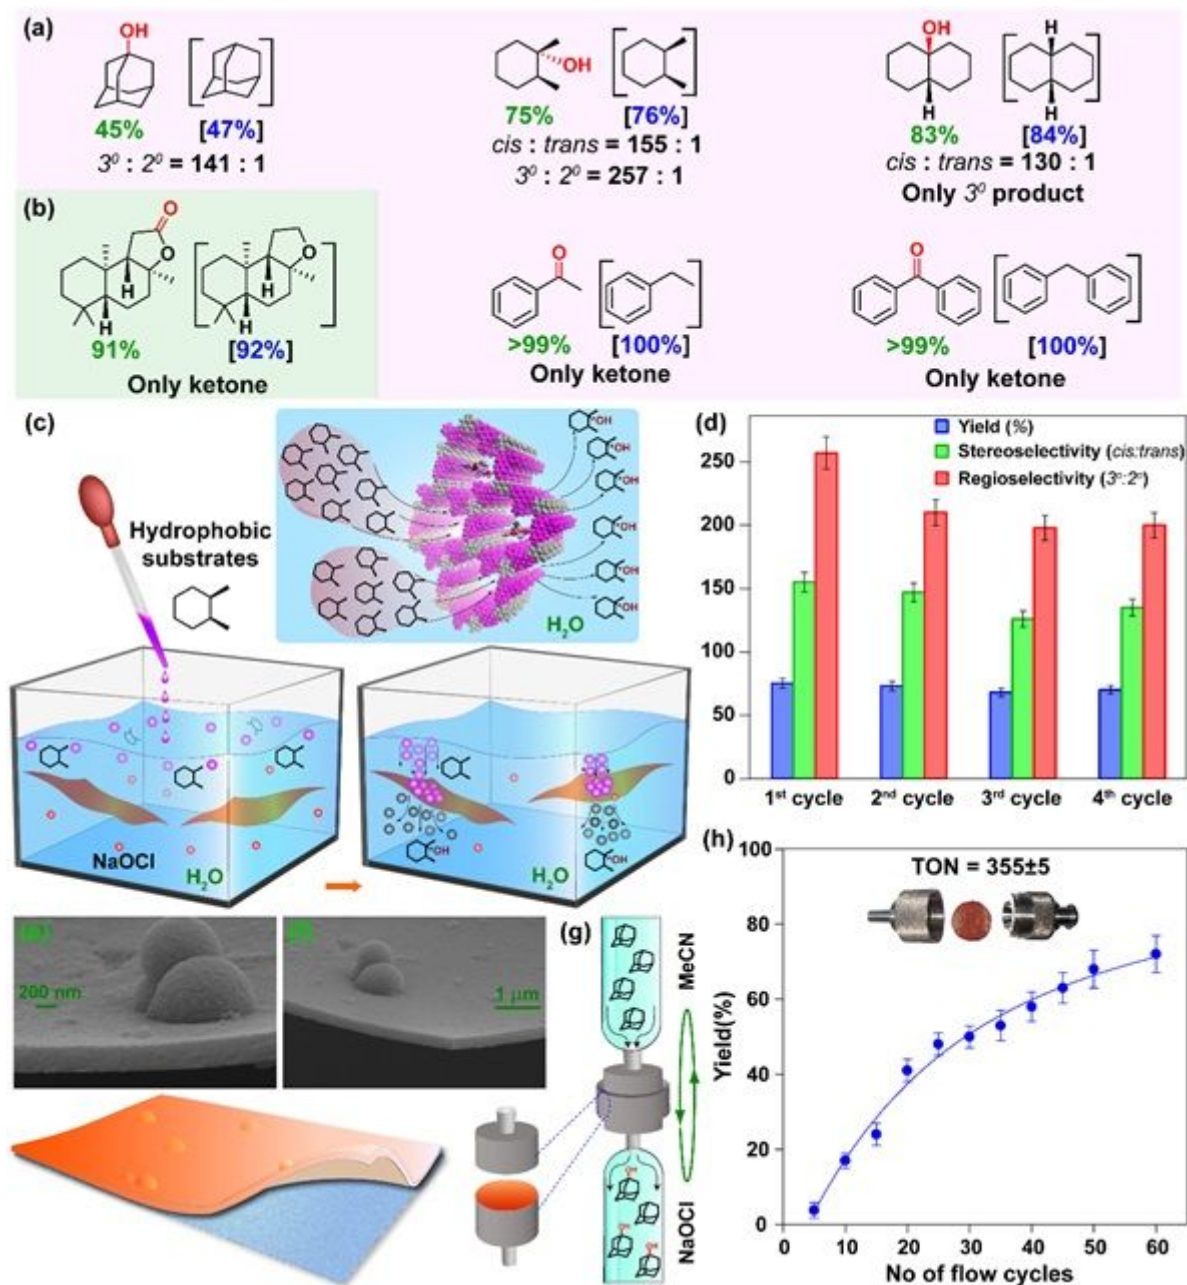 (a)
OH
45%
[47%]
3⁰ : 2⁰ = 141 : 1
OH
75%
[76%]
cis : trans = 155 : 1
3⁰ : 2⁰ = 257 : 1
OH
H
H
H
H
83%
[84%]
cis : trans = 130 : 1
Only 3⁰ product
(b)
O
O
H
H
O
H
H
91%
[92%]
Only ketone
O
>99%
[100%]
Only ketone
O
>99%
[100%]
Only ketone
(c)
Hydrophobic
substrates
OH
OH
OH
OH
OH
OH
H₂O
NaOCl
H₂O
OH
H₂O
OH
(d)
Yield (%)
Stereoselectivity (cis:trans)
Regioselectivity (3⁰:2⁰)
250
200
150
100
50
0
1st cycle
2nd cycle
3rd cycle
4th cycle
200 nm
1 μm
(g)
MeCN
NaOCl
OH
OH
OH
(h)
TON = 355±5
Yield(%)
100
80
60
40
20
0
0
10
20
30
40
50
60
No of flow cycles